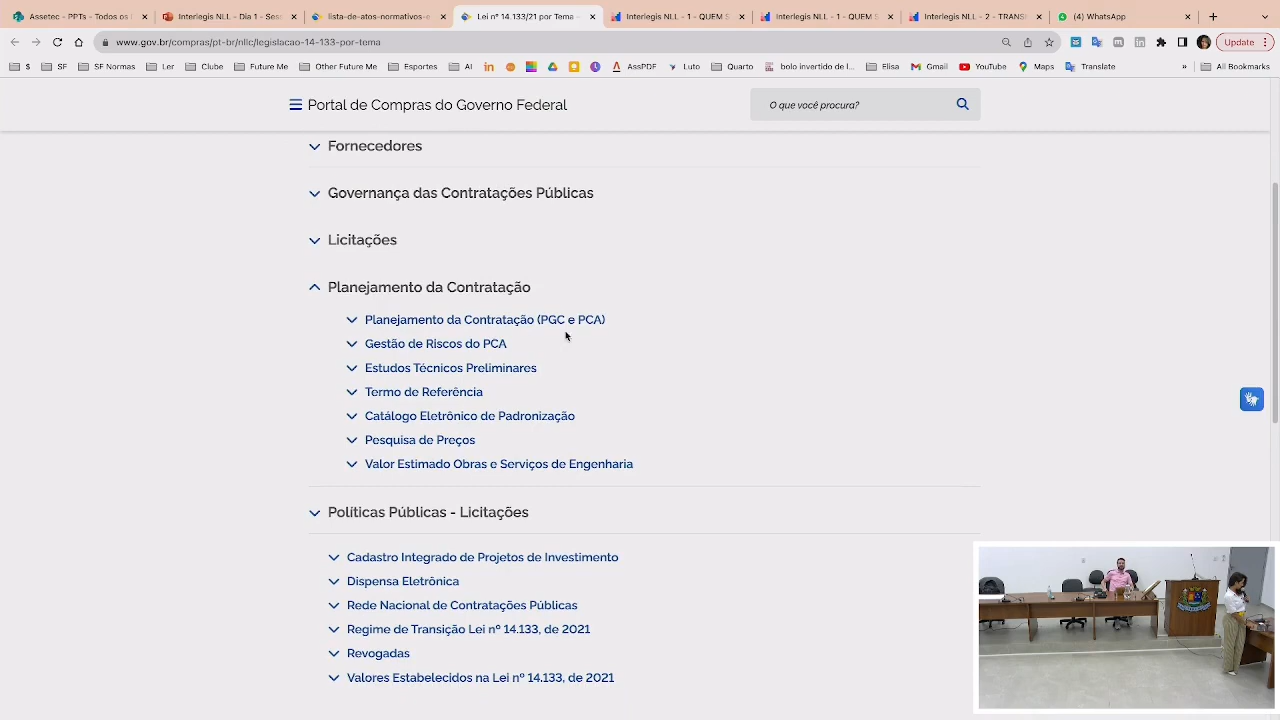 Assetec - PPTs - Todos os
Interlegis - Dia 1 - Sess
lista-de-atos-normativos-e
Lei nº 14.133/21 por Tema —
Interlegis NLL - 1 - QUEM S
Interlegis NLL - 1 - QUEM S
Interlegis NLL - 2 - TRANS
(4) WhatsApp
www.gov.br/compras/pt-br/nllc/legislacao-14-133-por-tema
Update
$
SF
SF Normas
Ler
Clube
Future Me
Other Future Me
Esportes
AI
AssPDF
Luto
Quarto
bolo invertido de l...
Elisa
Gmail
YouTube
Maps
Translate
»
All Bookmarks
Portal de Compras do Governo Federal
O que você procura?
Fornecedores
Governança das Contratações Públicas
Licitações
Planejamento da Contratação
Planejamento da Contratação (PGC e PCA)
Gestão de Riscos do PCA
Estudos Técnicos Preliminares
Termo de Referência
Catálogo Eletrônico de Padronização
Pesquisa de Preços
Valor Estimado Obras e Serviços de Engenharia
Políticas Públicas - Licitações
Cadastro Integrado de Projetos de Investimento
Dispensa Eletrônica
Rede Nacional de Contratações Públicas
Regime de Transição Lei nº 14.133, de 2021
Revogadas
Valores Estabelecidos na Lei nº 14.133, de 2021